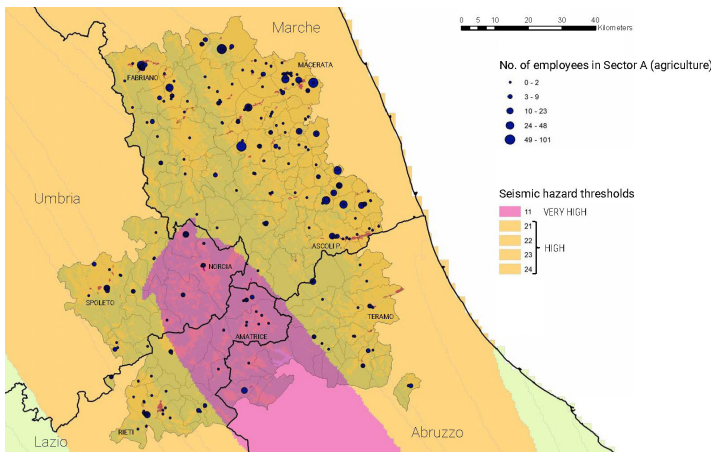 Marche
0 5 10 20 30 40
Kilometers
No. of employees in Sector A (agriculture)
0 - 2
3 - 9
10 - 23
24 - 48
49 - 101
FABRIANO
MACERATA
Umbria
Seismic hazard thresholds
11 VERY HIGH
21
22
HIGH
23
24
ASCOLI P.
NORCIA
SPOLETO
TERAMO
AMATRICE
RIETI
Lazio
Abruzzo